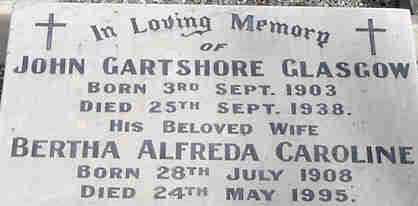 In Loving Memory
OF
JOHN GARTSHORE GLASGOW
BORN 3RD SEPT. 1903
DIED 25TH SEPT. 1938.
HIS BELOVED WIFE
BERTHA ALFREDA CAROLINE
BORN 28TH JULY 1908
DIED 24TH MAY 1995.